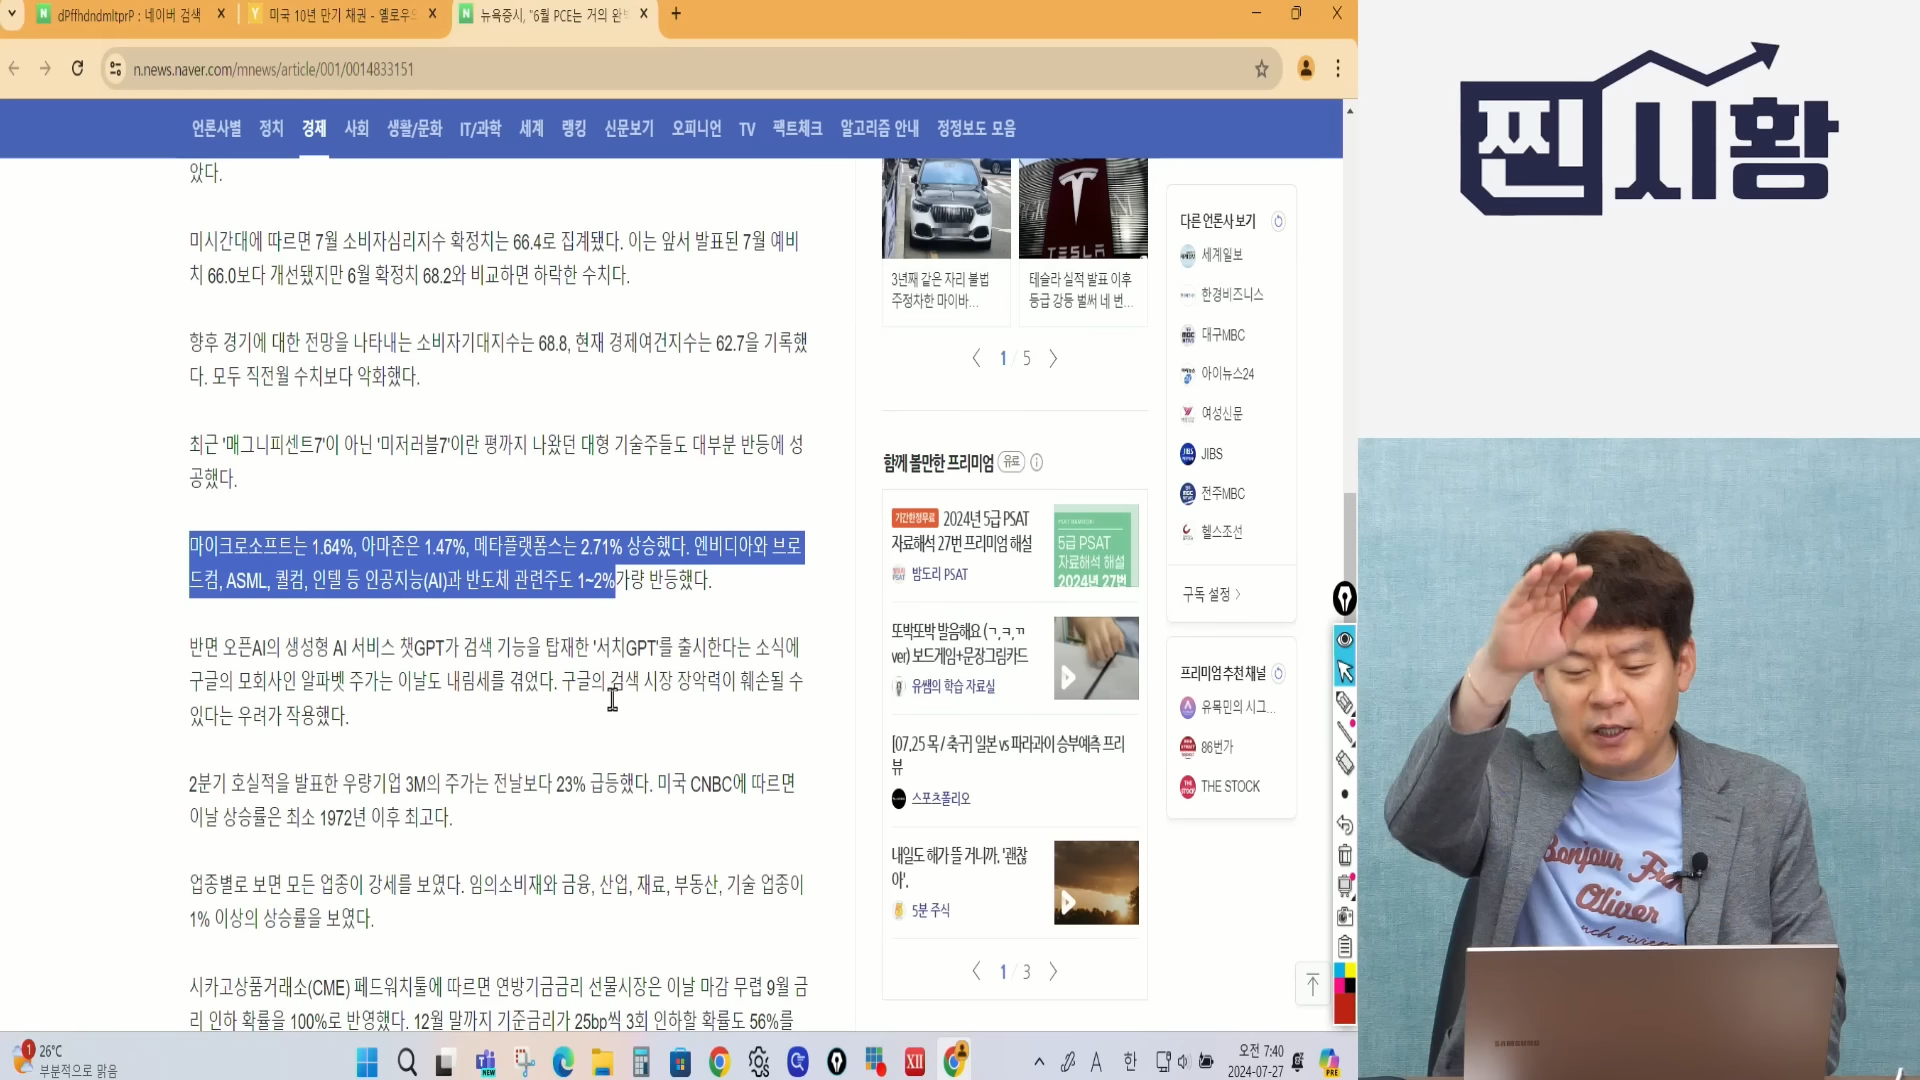 dPffhdndmltprP : 네이버 검색
미국 10년 만기 채권 - 옐로우
뉴욕증시, "6월 PCE는 거의 완
n.news.naver.com/mnews/article/001/0014833151
언론사별 정치 경제 사회 생활/문화 IT/과학 세계 랭킹 신문보기 오피니언 TV 팩트체크 알고리즘 안내 정정보도 모음
았다.
미시간대에 따르면 7월 소비자심리지수 확정치는 66.4로 집계됐다. 이는 앞서 발표된 7월 예비
치 66.0보다 개선됐지만 6월 확정치 68.2와 비교하면 하락한 수치다.
향후 경기에 대한 전망을 나타내는 소비자기대지수는 68.8, 현재 경제여건지수는 62.7을 기록했
다. 모두 직전월 수치보다 악화했다.
최근 '매그니피센트7'이 아닌 '미저러블7'이란 평까지 나왔던 대형 기술주들도 대부분 반등에 성
공했다.
마이크로소프트는 1.64%, 아마존은 1.47%, 메타플랫폼스는 2.71% 상승했다. 엔비디아와 브로
드컴, ASML, 퀄컴, 인텔 등 인공지능(AI)과 반도체 관련주도 1~2%가량 반등했다.
반면 오픈AI의 생성형 AI 서비스 챗GPT가 검색 기능을 탑재한 '서치GPT'를 출시한다는 소식에
구글의 모회사인 알파벳 주가는 이날도 내림세를 겪었다. 구글의 검색 시장 장악력이 훼손될 수
있다는 우려가 작용했다.
2분기 호실적을 발표한 우량기업 3M의 주가는 전날보다 23% 급등했다. 미국 CNBC에 따르면
이날 상승률은 최소 1972년 이후 최고다.
업종별로 보면 모든 업종이 강세를 보였다. 임의소비재와 금융, 산업, 재료, 부동산, 기술 업종이
1% 이상의 상승률을 보였다.
시카고상품거래소(CME) 페드워치툴에 따르면 연방기금금리 선물시장은 이날 마감 무렵 9월 금
리 인하 확률을 100%로 반영했다. 12월 말까지 기준금리가 25bp씩 3회 인하할 확률도 56%를
TESLA
3년째 같은 자리 불법
주정차한 마이바...
테슬라 실적 발표 이후
등급 강등 벌써 네 번...
1 / 5
함께 볼만한 프리미엄 유료
기간한정무료 2024년 5급 PSAT
자료해석 27번 프리미엄 해설
밤도리 PSAT
5급 PSAT
자료해석 해설
2024년 27번
또박또박 발음해요 (ㄱ,ㅋ,ㄲ
ver) 보드게임+문장그림카드
유쌤의 학습 자료실
[07.25 목 / 축구] 일본 vs 파라과이 승부예측 프리
뷰
스포츠폴리오
내일도 해가 뜰 거니까, '괜찮
아',
5분 주식
1 / 3
다른 언론사 보기
세계일보
한경비즈니스
대구MBC
아이뉴스24
여성신문
JIBS
전주MBC
헬스조선
구독 설정
프리미엄 추천 채널
유목민의 시그...
86번가
THE STOCK
찐시황
Bonjour
Oliver
SAMSUNG
1
26°C
부분적으로 맑음
NEW
XII
A 한
오전 7:40
2024-07-27
PRE